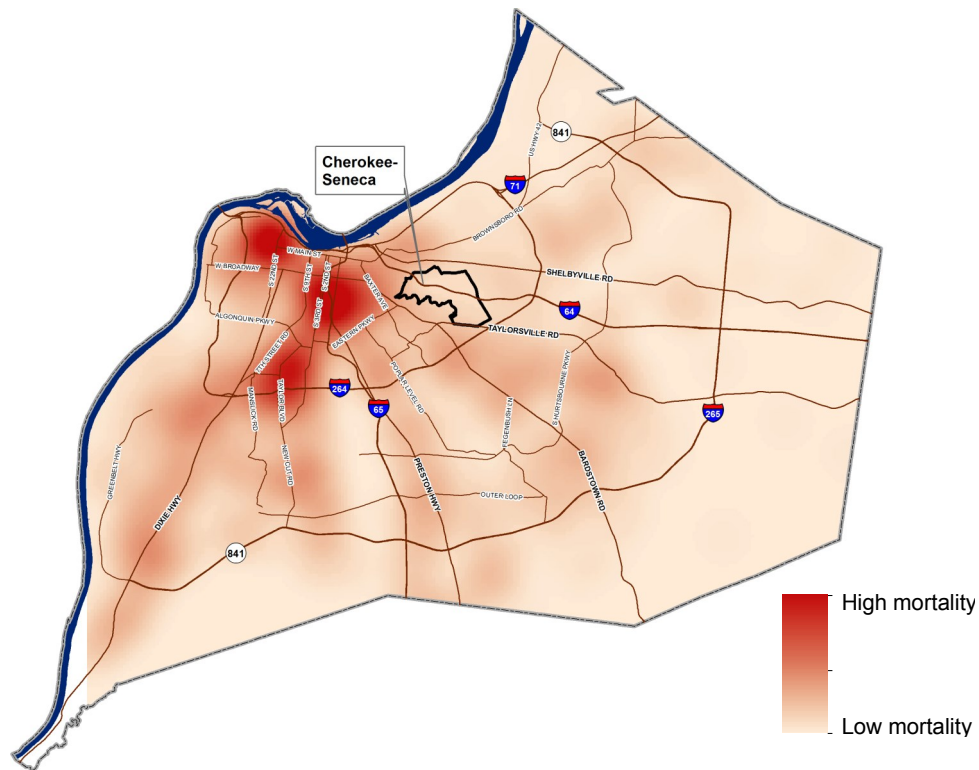 841
US HWY 42
Cherokee-
Seneca
71
BROWNSBORO RD
W MAIN ST
S 22ND ST
W BROADWAY
S 9TH ST
S 2ND ST
BAXTER AVE
SHELBYVILLE RD
S 3RD ST
64
ALGONQUIN PKWY
EASTERN PKWY
TAYLORSVILLE RD
7TH STREET RD
S HURTSBOURNE PKWY
POPLAR LEVEL RD
264
TAYLOR BLVD
MANSLICK RD
65
FEGENBUSH LN
265
GREENBELT HWY
NEW CUT RD
PRESTON HWY
BARDSTOWN RD
OUTER LOOP
DIXIE HWY
841
High mortality
Low mortality